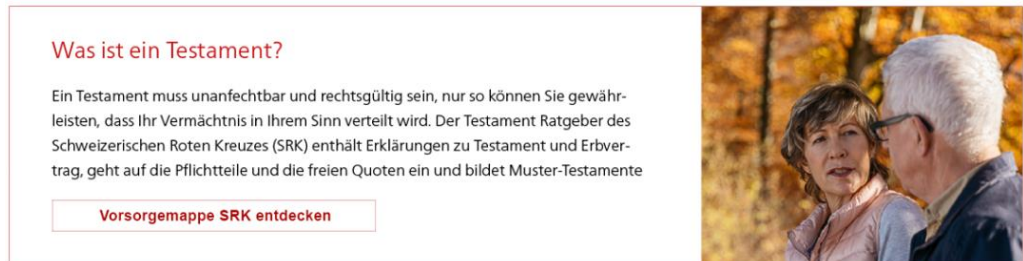 Was ist ein Testament?
Ein Testament muss unanfechtbar und rechtsgültig sein, nur so können Sie gewähr-
leisten, dass Ihr Vermächtnis in Ihrem Sinn verteilt wird. Der Testament Ratgeber des
Schweizerischen Roten Kreuzes (SRK) enthält Erklärungen zu Testament und Erbver-
trag, geht auf die Pflichtteile und die freien Quoten ein und bildet Muster-Testamente
Vorsorgemappe SRK entdecken